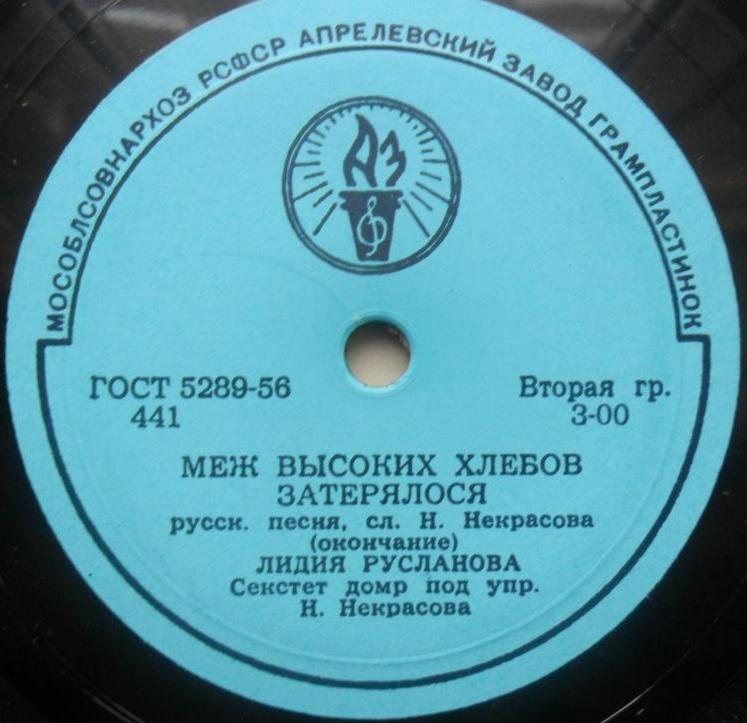 МОСОБЛСОВНАРХОЗ РСФСР АПРЕЛЕВСКИЙ ЗАВОД ГРАМПЛАСТИНОК
АЗ
ГОСТ 5289-56
441
Вторая гр.
3-00
МЕЖ ВЫСОКИХ ХЛЕБОВ
ЗАТЕРЯЛОСЯ
русск. песня, сл. Н. Некрасова
(окончание)
ЛИДИЯ РУСЛАНОВА
Секстет домр под упр.
Н. Некрасова